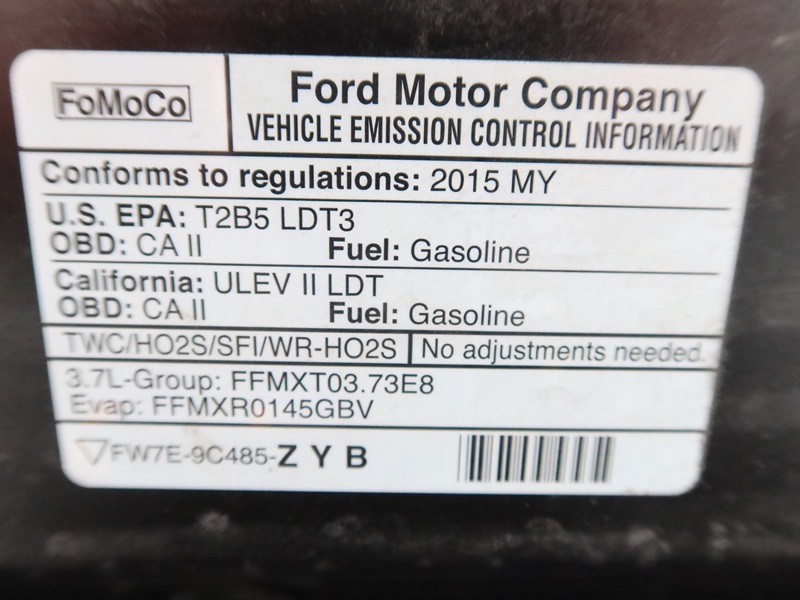 FoMoCo
Ford Motor Company
VEHICLE EMISSION CONTROL INFORMATION
Conforms to regulations: 2015 MY
U.S. EPA: T2B5 LDT3
OBD: CA II Fuel: Gasoline
California: ULEV II LDT
OBD: CA II Fuel: Gasoline
TWC/HO2S/SFI/WR-HO2S No adjustments needed.
3.7L-Group: FFMXT03.73E8
Evap: FFMXR0145GBV
FW7E-9C485-Z Y B